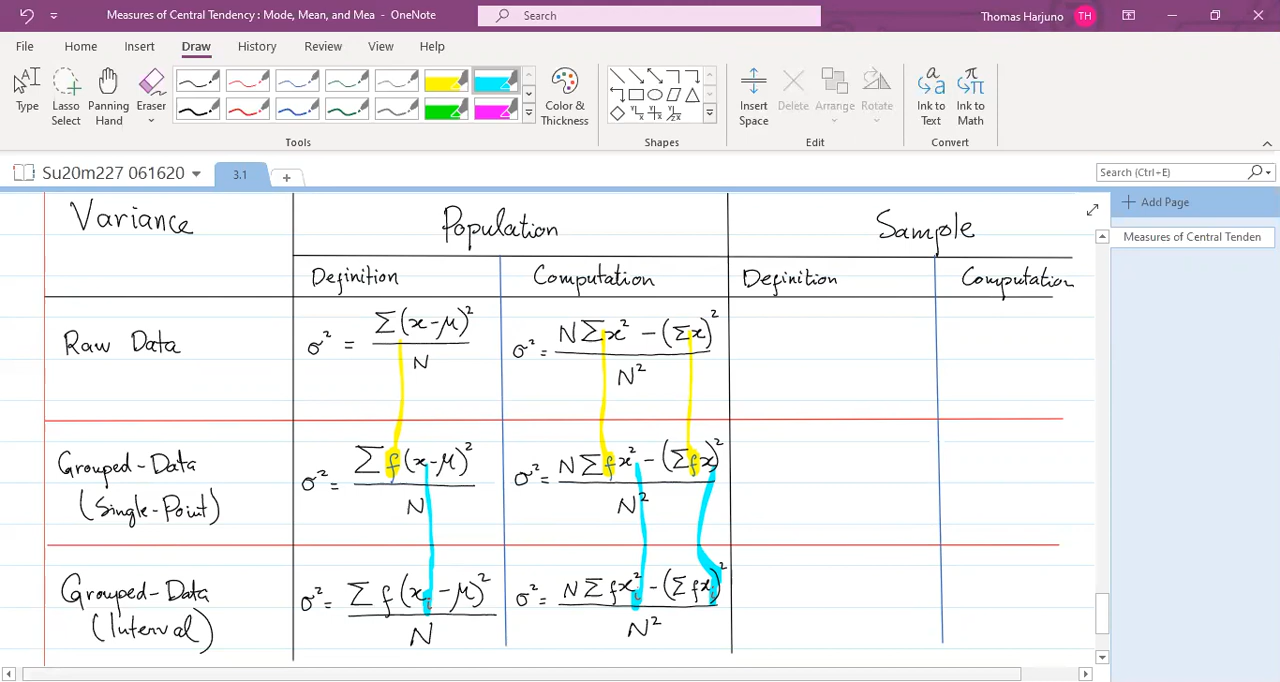 Measures of Central Tendency : Mode, Mean, and Mea - OneNote
Search
Thomas Harjuno TH
File Home Insert Draw History Review View Help
Type Lasso Select Panning Hand Eraser Color & Thickness Insert Space Delete Arrange Rotate Ink to Text Ink to Math
Tools Shapes Edit Convert
Su20m227 061620 3.1 Search (Ctrl+E)
Add Page
Measures of Central Tenden
Variance Population Sample
Definition Computation Definition Computation
Raw Data σ² = Σ(x-μ)² / N σ² = NΣx² - (Σx)² / N²
Grouped-Data (Single-Point) σ² = Σ f(x-μ)² / N σ² = NΣfx² - (Σfx)² / N²
Grouped-Data (Interval) σ² = Σ f(xᵢ-μ)² / N σ² = NΣfxᵢ² - (Σfxᵢ)² / N²